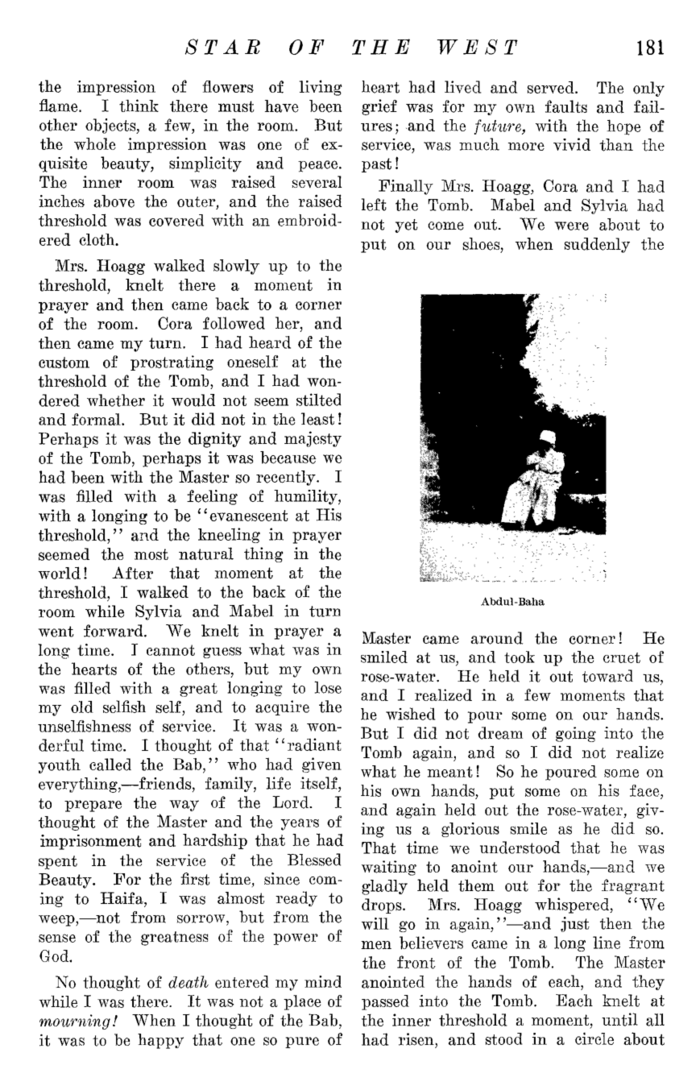 STAR OF THE WEST 181
the impression of flowers of living
flame. I think there must have been
other objects, a few, in the room. But
the whole impression was one of ex-
quisite beauty, simplicity and peace.
The inner room was raised several
inches above the outer, and the raised
threshold was covered with an embroid-
ered cloth.
Mrs. Hoagg walked slowly up to the
threshold, knelt there a moment in
prayer and then came back to a corner
of the room. Cora followed her, and
then came my turn. I had heard of the
custom of prostrating oneself at the
threshold of the Tomb, and I had won-
dered whether it would not seem stilted
and formal. But it did not in the least!
Perhaps it was the dignity and majesty
of the Tomb, perhaps it was because we
had been with the Master so recently. I
was filled with a feeling of humility,
with a longing to be "evanescent at His
threshold," and the kneeling in prayer
seemed the most natural thing in the
world! After that moment at the
threshold, I walked to the back of the
room while Sylvia and Mabel in turn
went forward. We knelt in prayer a
long time. I cannot guess what was in
the hearts of the others, but my own
was filled with a great longing to lose
my old selfish self, and to acquire the
unselfishness of service. It was a won-
derful time. I thought of that "radiant
youth called the Bab," who had given
everything,—friends, family, life itself,
to prepare the way of the Lord. I
thought of the Master and the years of
imprisonment and hardship that he had
spent in the service of the Blessed
Beauty. For the first time, since com-
ing to Haifa, I was almost ready to
weep,—not from sorrow, but from the
sense of the greatness of the power of
God.
No thought of death entered my mind
while I was there. It was not a place of
mourning! When I thought of the Bab,
it was to be happy that one so pure of
heart had lived and served. The only
grief was for my own faults and fail-
ures; and the future, with the hope of
service, was much more vivid than the
past!
Finally Mrs. Hoagg, Cora and I had
left the Tomb. Mabel and Sylvia had
not yet come out. We were about to
put on our shoes, when suddenly the
Abdul-Baha
Master came around the corner! He
smiled at us, and took up the cruet of
rose-water. He held it out toward us,
and I realized in a few moments that
he wished to pour some on our hands.
But I did not dream of going into the
Tomb again, and so I did not realize
what he meant! So he poured some on
his own hands, put some on his face,
and again held out the rose-water, giv-
ing us a glorious smile as he did so.
That time we understood that he was
waiting to anoint our hands,—and we
gladly held them out for the fragrant
drops. Mrs. Hoagg whispered, "We
will go in again,"—and just then the
men believers came in a long line from
the front of the Tomb. The Master
anointed the hands of each, and they
passed into the Tomb. Each knelt at
the inner threshold a moment, until all
had risen, and stood in a circle about